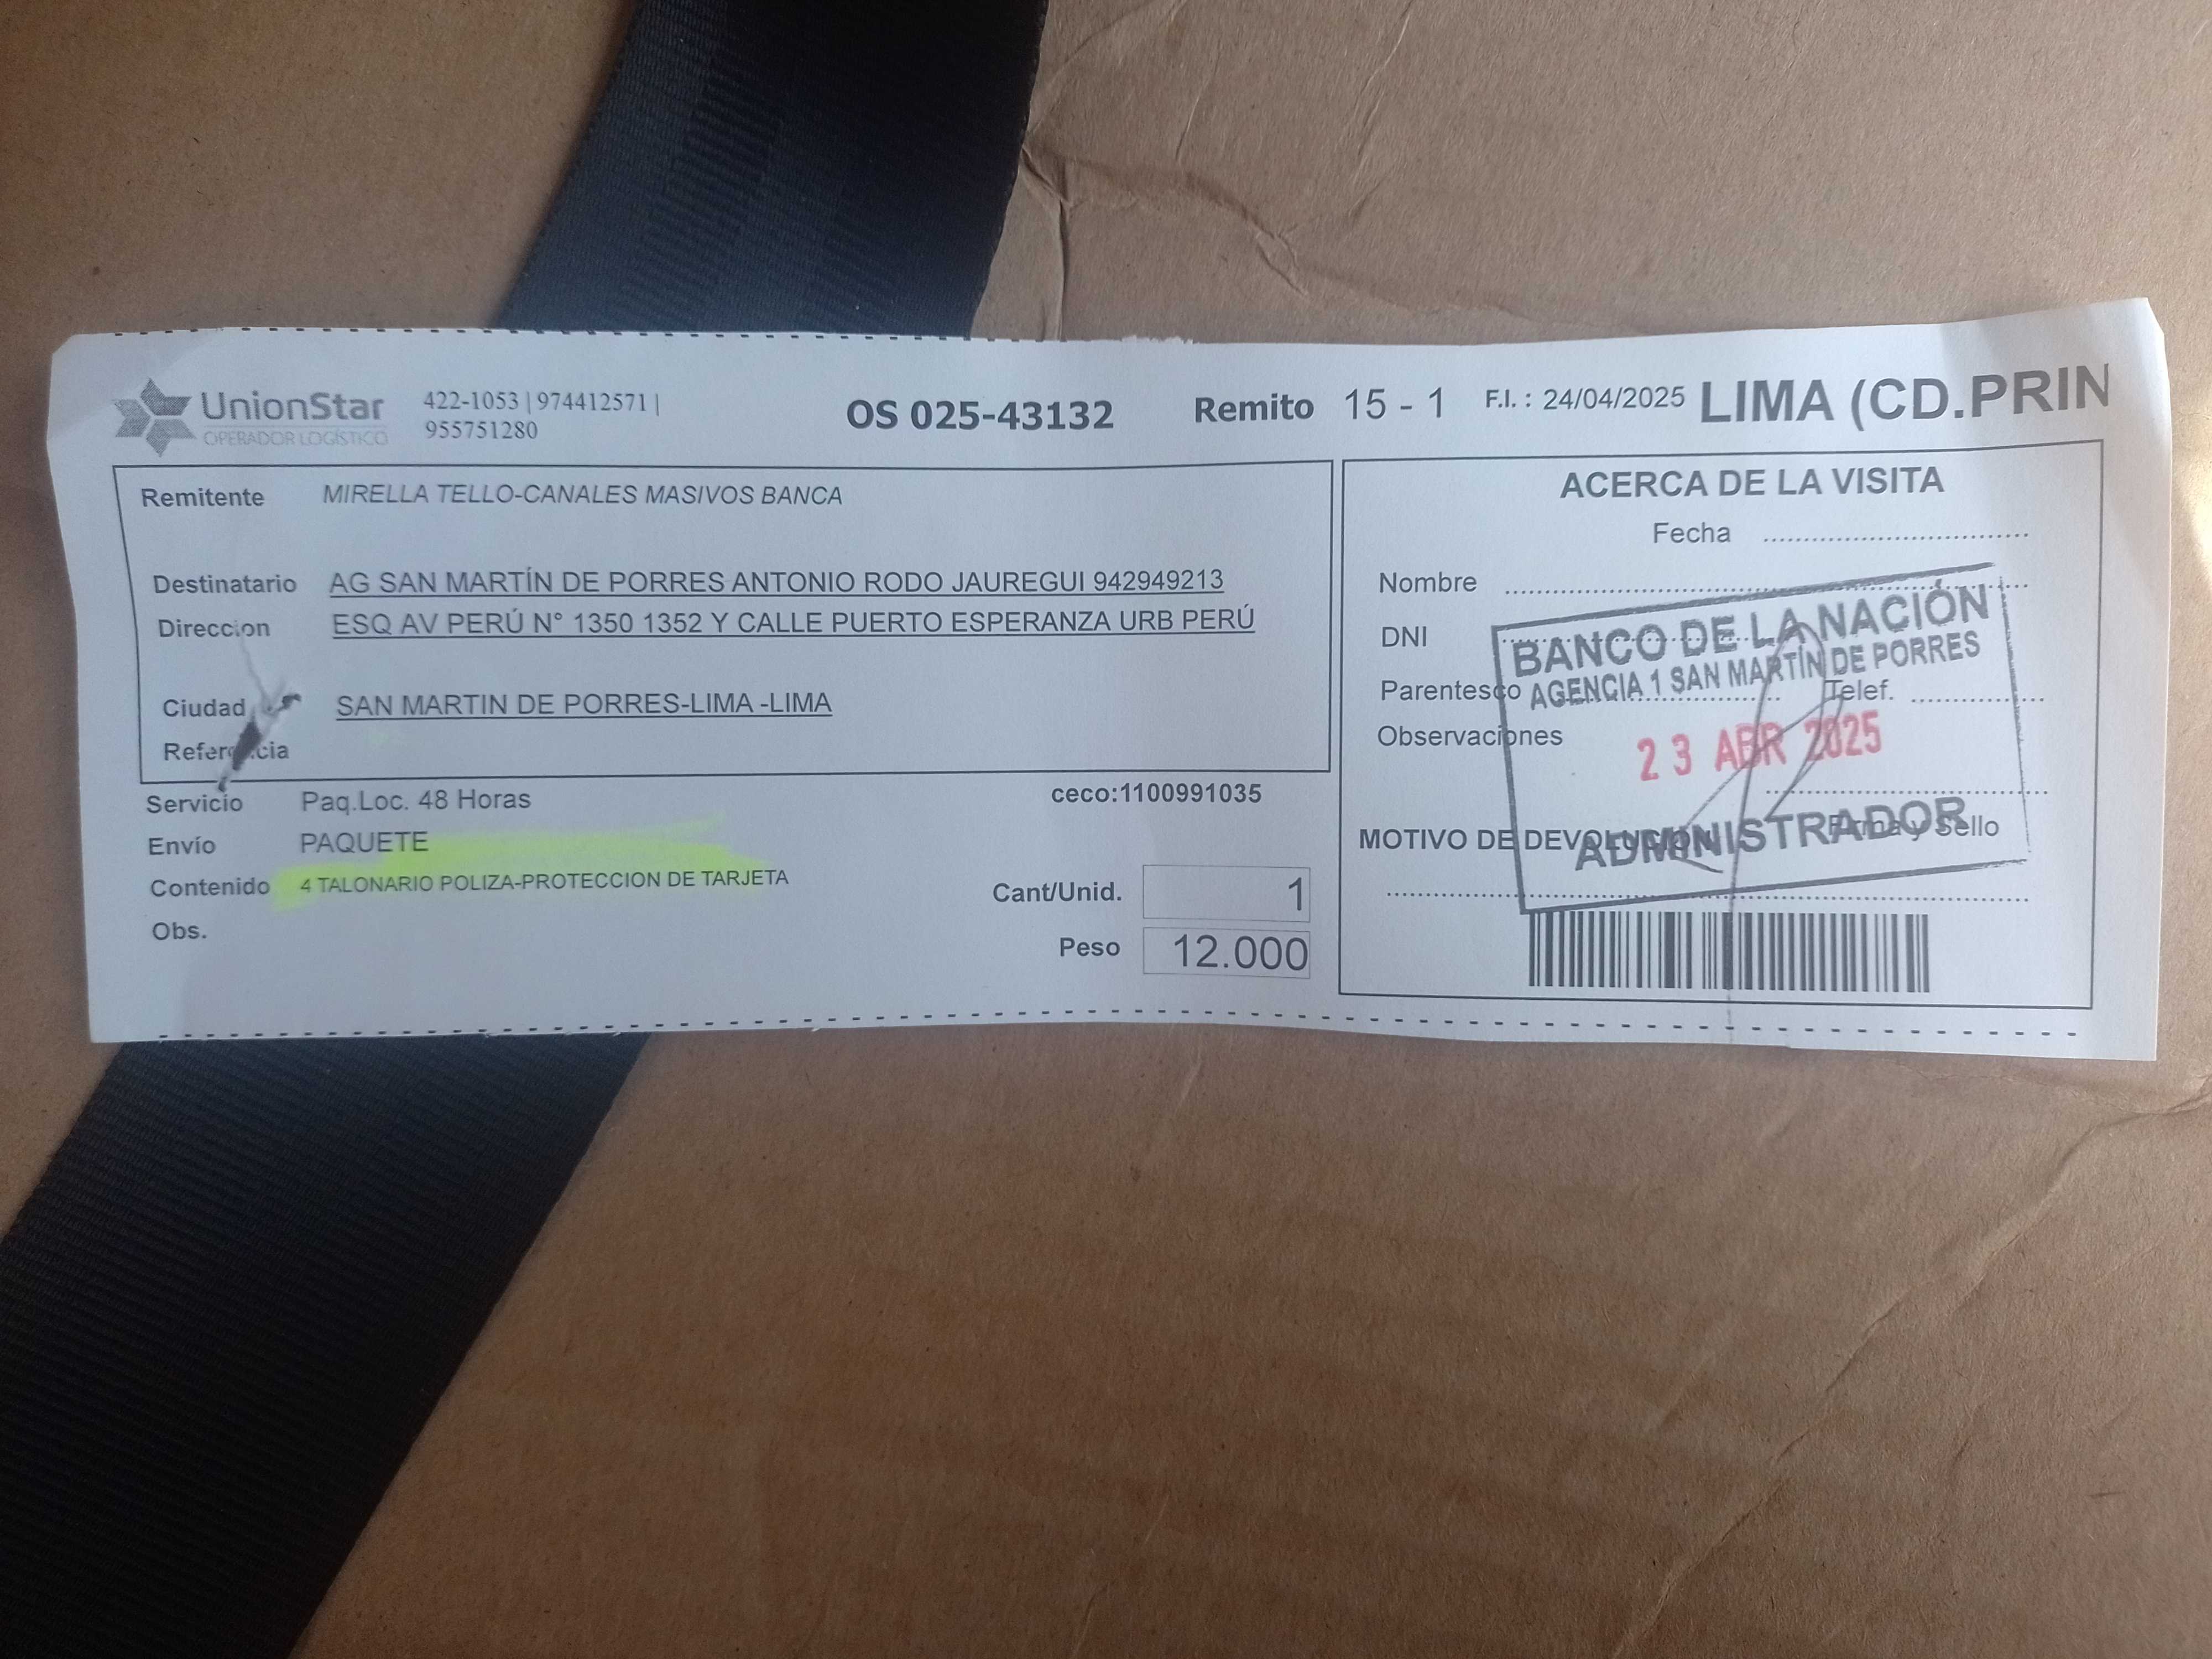 UnionStar
OPERADOR LOGÍSTICO
422-1053 | 974412571 |
955751280
OS 025-43132
Remito 15 - 1
F.I. : 24/04/2025
LIMA (CD.PRIN
Remitente MIRELLA TELLO-CANALES MASIVOS BANCA
Destinatario AG SAN MARTÍN DE PORRES ANTONIO RODO JAUREGUI 942949213
Direccion ESQ AV PERÚ N° 1350 1352 Y CALLE PUERTO ESPERANZA URB PERÚ
Ciudad SAN MARTIN DE PORRES-LIMA -LIMA
Referencia
Servicio Paq.Loc. 48 Horas
ceco:1100991035
Envío PAQUETE
Contenido 4 TALONARIO POLIZA-PROTECCION DE TARJETA
Cant/Unid. 1
Obs.
Peso 12.000
ACERCA DE LA VISITA
Fecha
Nombre
DNI
Parentesco
Telef.
Observaciones
Firma y Sello
MOTIVO DE DEVOLUCION
BANCO DE LA NACIÓN
AGENCIA 1 SAN MARTÍN DE PORRES
23 ABR 2025
ADMINISTRADOR